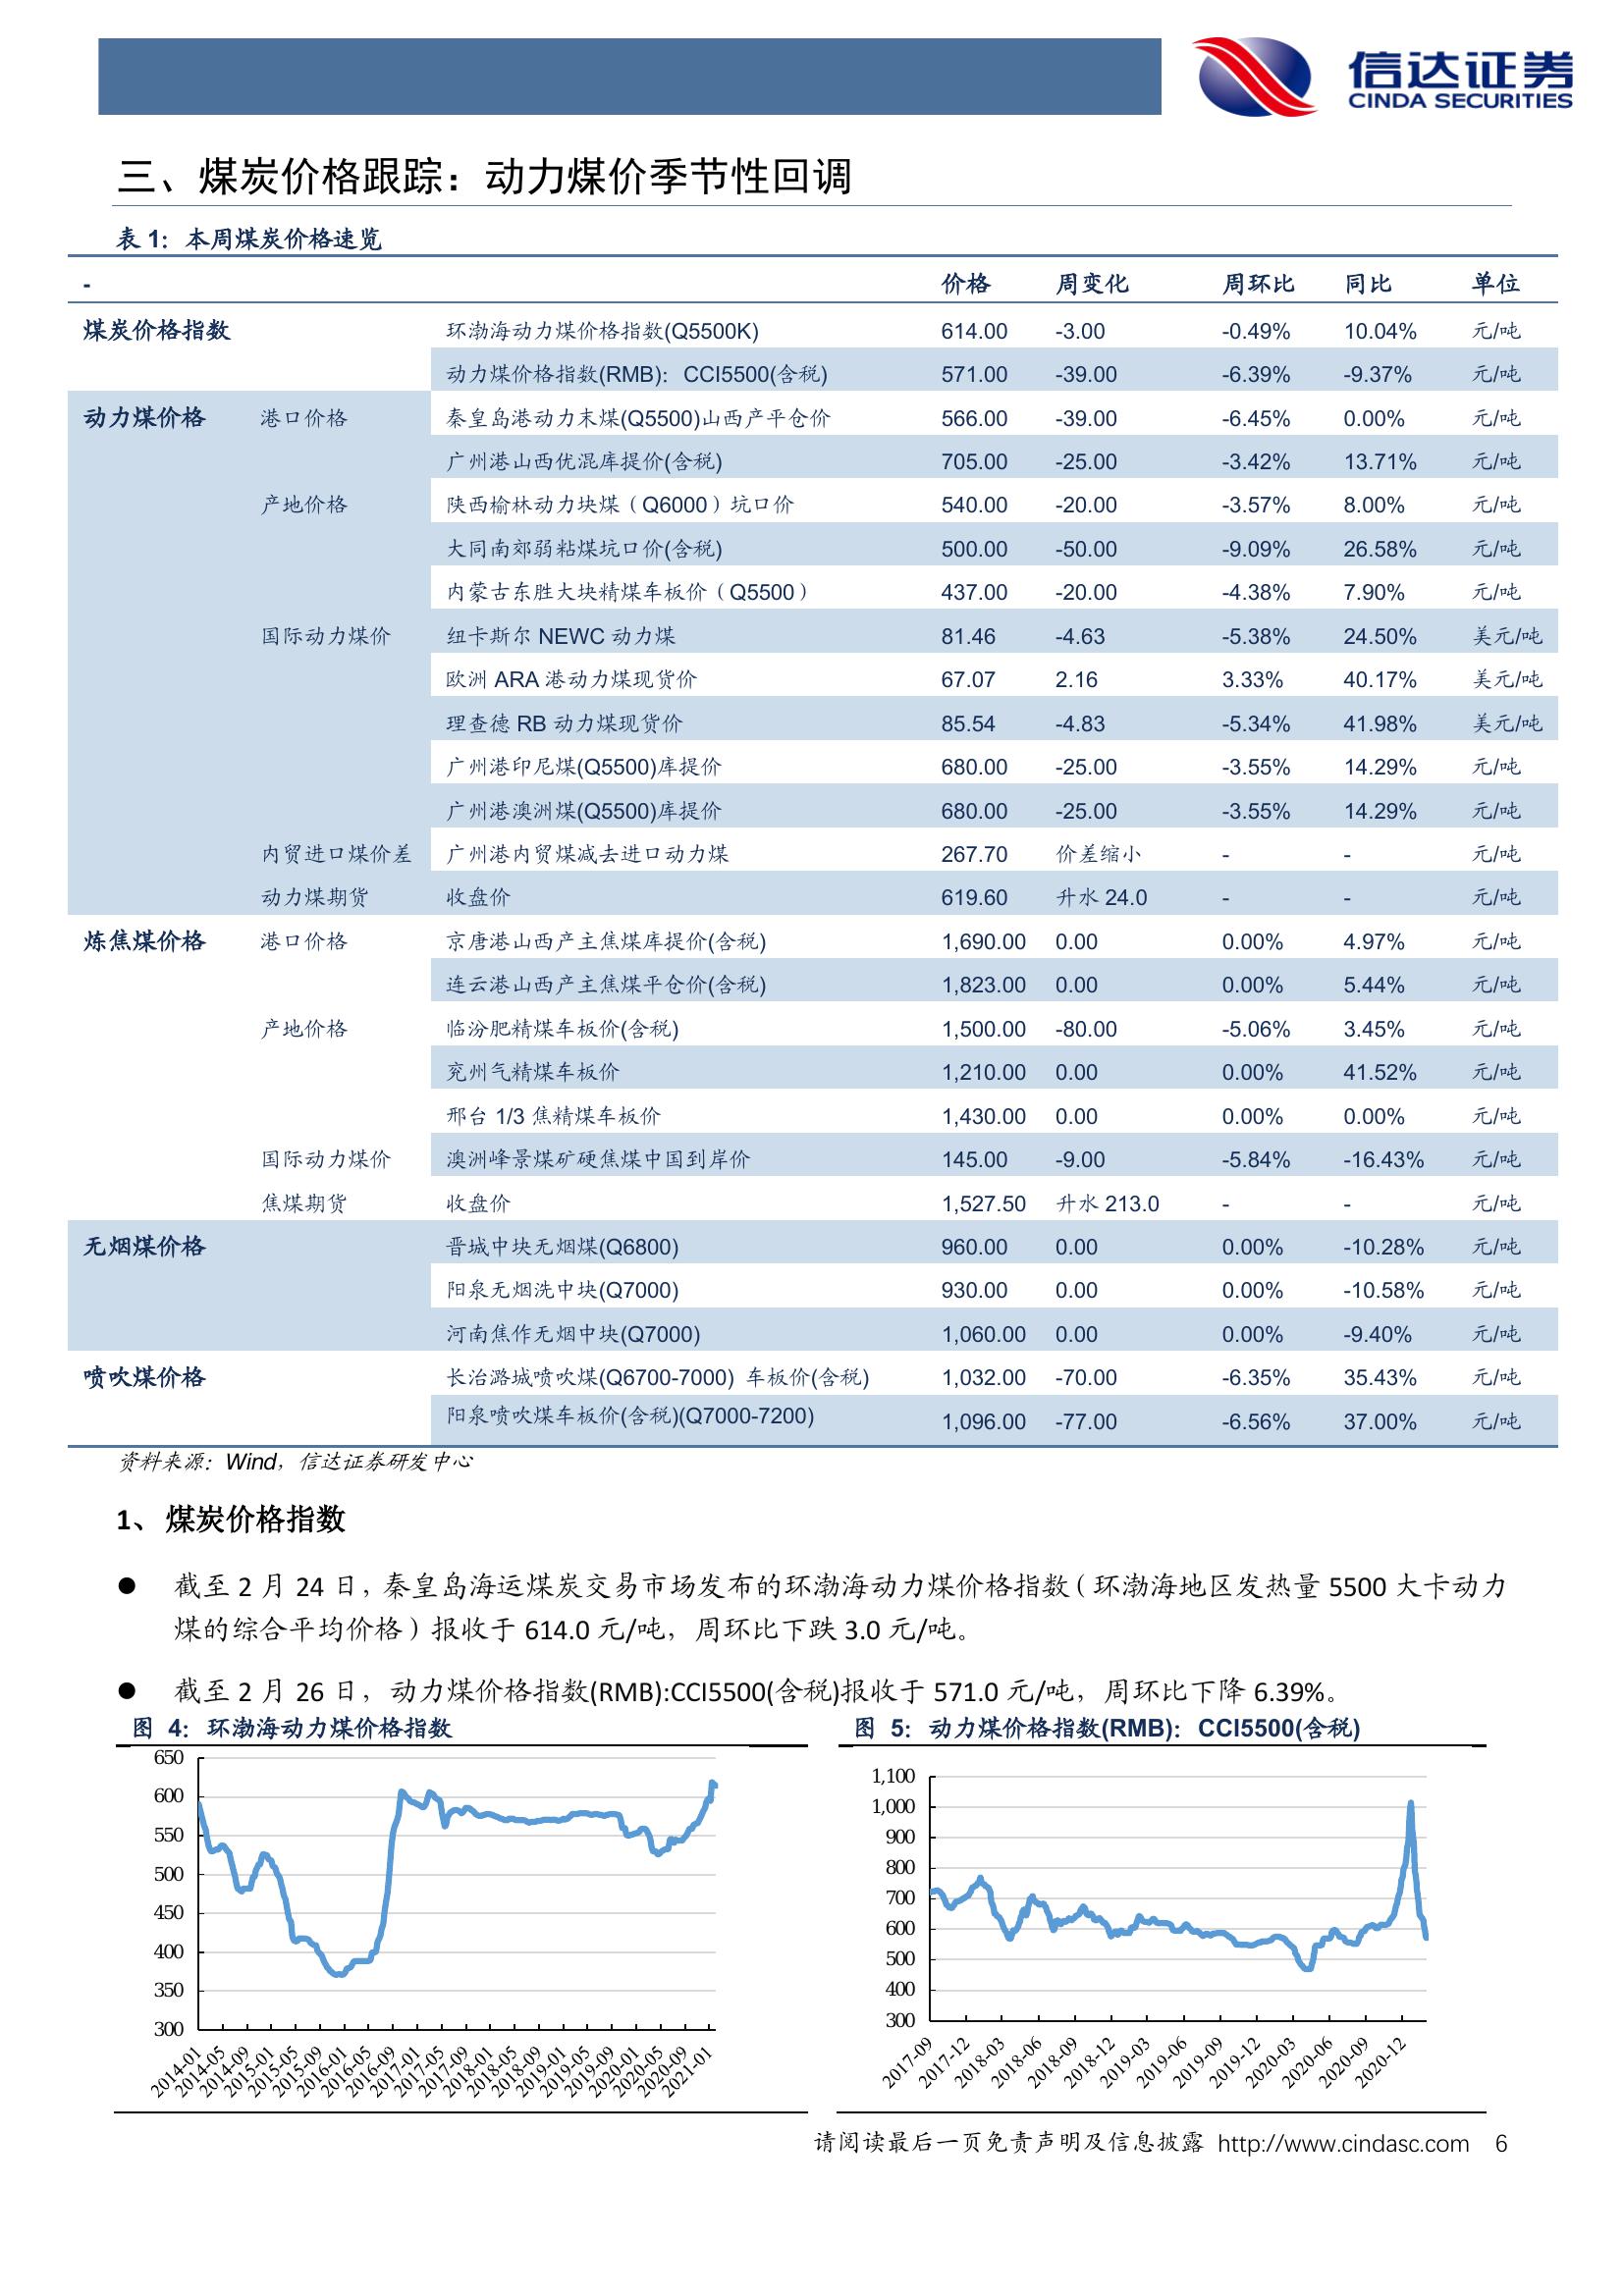 信达证券
CINDA SECURITIES
三、煤炭价格跟踪：动力煤价季节性回调
表 1：本周煤炭价格速览
- 价格 周变化 周环比 同比 单位
煤炭价格指数 环渤海动力煤价格指数(Q5500K) 614.00 -3.00 -0.49% 10.04% 元/吨
动力煤价格指数(RMB)：CCI5500(含税) 571.00 -39.00 -6.39% -9.37% 元/吨
动力煤价格 港口价格 秦皇岛港动力末煤(Q5500)山西产平仓价 566.00 -39.00 -6.45% 0.00% 元/吨
广州港山西优混库提价(含税) 705.00 -25.00 -3.42% 13.71% 元/吨
产地价格 陕西榆林动力块煤（Q6000）坑口价 540.00 -20.00 -3.57% 8.00% 元/吨
大同南郊弱粘煤坑口价(含税) 500.00 -50.00 -9.09% 26.58% 元/吨
内蒙古东胜大块精煤车板价（Q5500） 437.00 -20.00 -4.38% 7.90% 元/吨
国际动力煤价 纽卡斯尔 NEWC 动力煤 81.46 -4.63 -5.38% 24.50% 美元/吨
欧洲 ARA 港动力煤现货价 67.07 2.16 3.33% 40.17% 美元/吨
理查德 RB 动力煤现货价 85.54 -4.83 -5.34% 41.98% 美元/吨
广州港印尼煤(Q5500)库提价 680.00 -25.00 -3.55% 14.29% 元/吨
广州港澳洲煤(Q5500)库提价 680.00 -25.00 -3.55% 14.29% 元/吨
内贸进口煤价差 广州港内贸煤减去进口动力煤 267.70 价差缩小 - - 元/吨
动力煤期货 收盘价 619.60 升水 24.0 - - 元/吨
炼焦煤价格 港口价格 京唐港山西产主焦煤库提价(含税) 1,690.00 0.00 0.00% 4.97% 元/吨
连云港山西产主焦煤平仓价(含税) 1,823.00 0.00 0.00% 5.44% 元/吨
产地价格 临汾肥精煤车板价(含税) 1,500.00 -80.00 -5.06% 3.45% 元/吨
兖州气精煤车板价 1,210.00 0.00 0.00% 41.52% 元/吨
邢台 1/3 焦精煤车板价 1,430.00 0.00 0.00% 0.00% 元/吨
国际动力煤价 澳洲峰景煤矿硬焦煤中国到岸价 145.00 -9.00 -5.84% -16.43% 元/吨
焦煤期货 收盘价 1,527.50 升水 213.0 - - 元/吨
无烟煤价格 晋城中块无烟煤(Q6800) 960.00 0.00 0.00% -10.28% 元/吨
阳泉无烟洗中块(Q7000) 930.00 0.00 0.00% -10.58% 元/吨
河南焦作无烟中块(Q7000) 1,060.00 0.00 0.00% -9.40% 元/吨
喷吹煤价格 长治潞城喷吹煤(Q6700-7000) 车板价(含税) 1,032.00 -70.00 -6.35% 35.43% 元/吨
阳泉喷吹煤车板价(含税)(Q7000-7200) 1,096.00 -77.00 -6.56% 37.00% 元/吨
资料来源：Wind，信达证券研发中心
1、煤炭价格指数
● 截至 2 月 24 日，秦皇岛海运煤炭交易市场发布的环渤海动力煤价格指数（环渤海地区发热量 5500 大卡动力
煤的综合平均价格）报收于 614.0 元/吨，周环比下跌 3.0 元/吨。
● 截至 2 月 26 日，动力煤价格指数(RMB):CCI5500(含税)报收于 571.0 元/吨，周环比下降 6.39%。
图 4：环渤海动力煤价格指数
650
600
550
500
450
400
350
300
2014-01 2014-05 2014-09 2015-01 2015-05 2015-09 2016-01 2016-05 2016-09 2017-01 2017-05 2017-09 2018-01 2018-05 2018-09 2019-01 2019-05 2019-09 2020-01 2020-05 2020-09 2021-01
图 5：动力煤价格指数(RMB)：CCI5500(含税)
1,100
1,000
900
800
700
600
500
400
300
2017-09 2017-12 2018-03 2018-06 2018-09 2018-12 2019-03 2019-06 2019-09 2019-12 2020-03 2020-06 2020-09 2020-12
请阅读最后一页免责声明及信息披露 http://www.cindasc.com 6